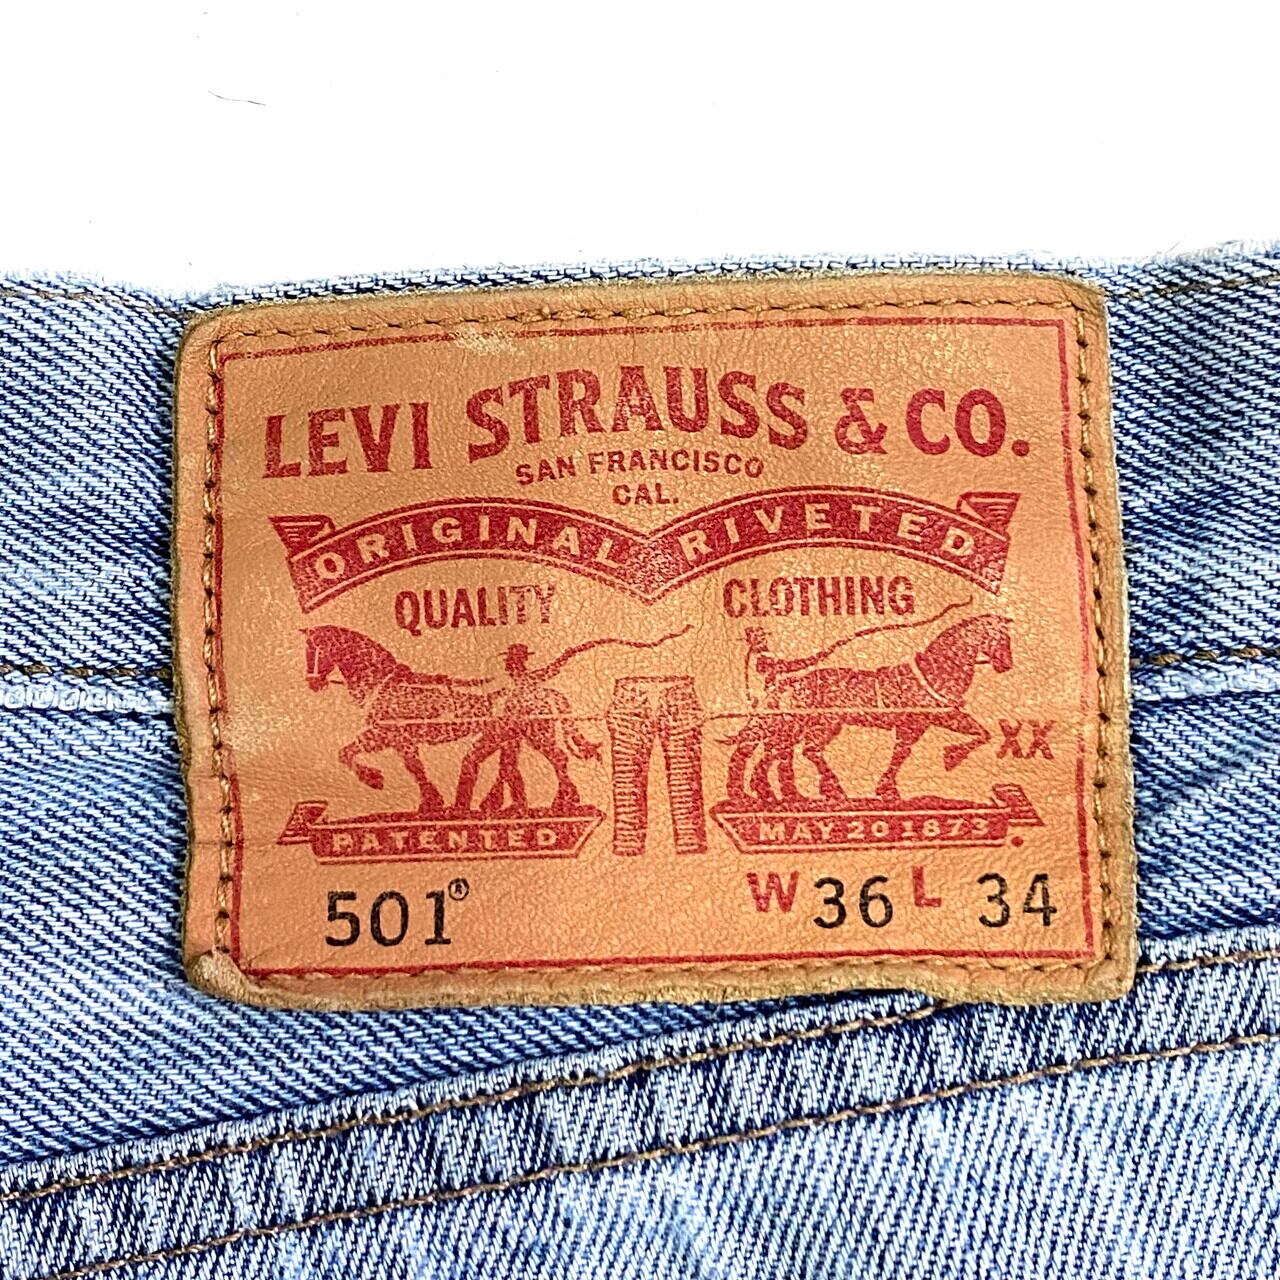 LEVI STRAUSS & CO.
SAN FRANCISCO
CAL.
ORIGINAL RIVETED
QUALITY CLOTHING
XX
PATENTED MAY 20 1873
501® W 36 L 34